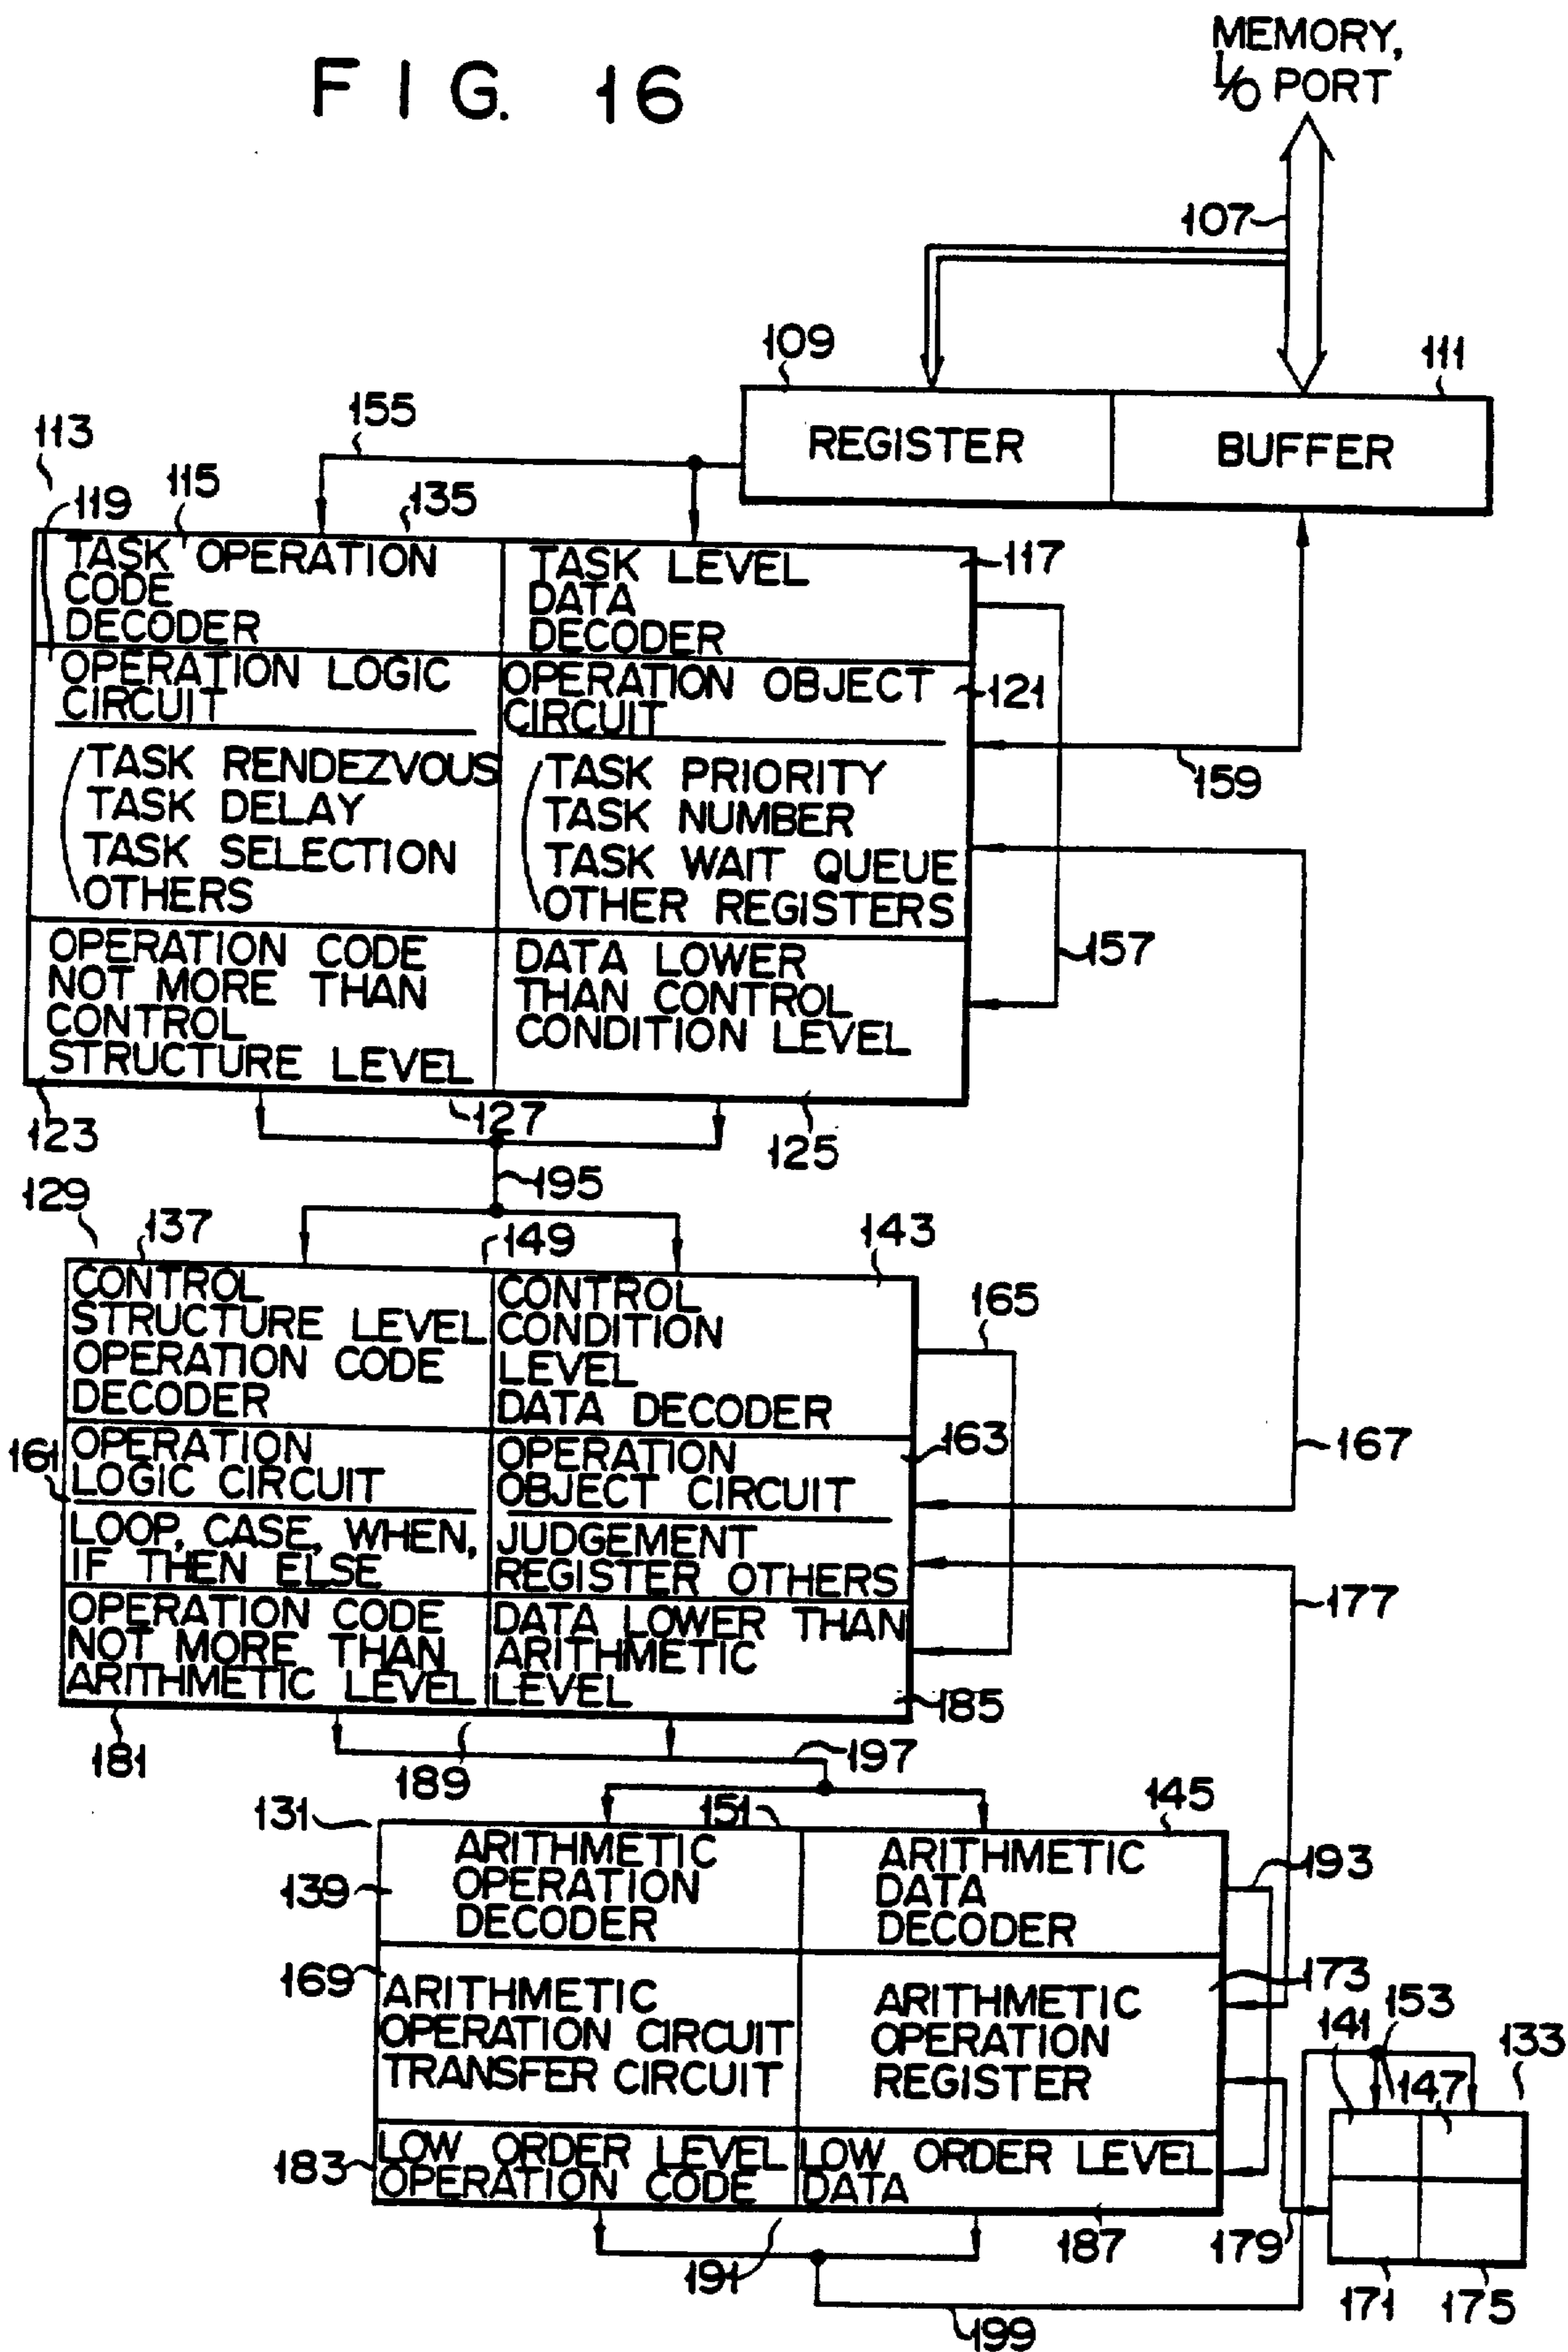 FIG. 16
MEMORY,
I/O PORT
107
109
111
REGISTER
BUFFER
155
113
115
119
135
TASK OPERATION
CODE
DECODER
TASK LEVEL
DATA
DECODER
117
OPERATION LOGIC
CIRCUIT
OPERATION OBJECT
CIRCUIT
121
159
TASK RENDEZVOUS
TASK DELAY
TASK SELECTION
OTHERS
TASK PRIORITY
TASK NUMBER
TASK WAIT QUEUE
OTHER REGISTERS
157
OPERATION CODE
NOT MORE THAN
CONTROL
STRUCTURE LEVEL
DATA LOWER
THAN CONTROL
CONDITION LEVEL
123
127
125
195
129
137
149
143
CONTROL
STRUCTURE LEVEL
OPERATION CODE
DECODER
CONTROL
CONDITION
LEVEL
DATA DECODER
165
161
OPERATION
LOGIC CIRCUIT
OPERATION
OBJECT CIRCUIT
163
167
LOOP, CASE, WHEN,
IF THEN ELSE
JUDGEMENT
REGISTER OTHERS
177
OPERATION CODE
NOT MORE THAN
ARITHMETIC LEVEL
DATA LOWER THAN
ARITHMETIC
LEVEL
185
181
189
197
131
151
145
139
ARITHMETIC
OPERATION
DECODER
ARITHMETIC
DATA
DECODER
193
169
ARITHMETIC
OPERATION CIRCUIT
TRANSFER CIRCUIT
ARITHMETIC
OPERATION
REGISTER
173
153
141
147
133
183
LOW ORDER LEVEL
OPERATION CODE
LOW ORDER LEVEL
DATA
191
187
179
171
175
199